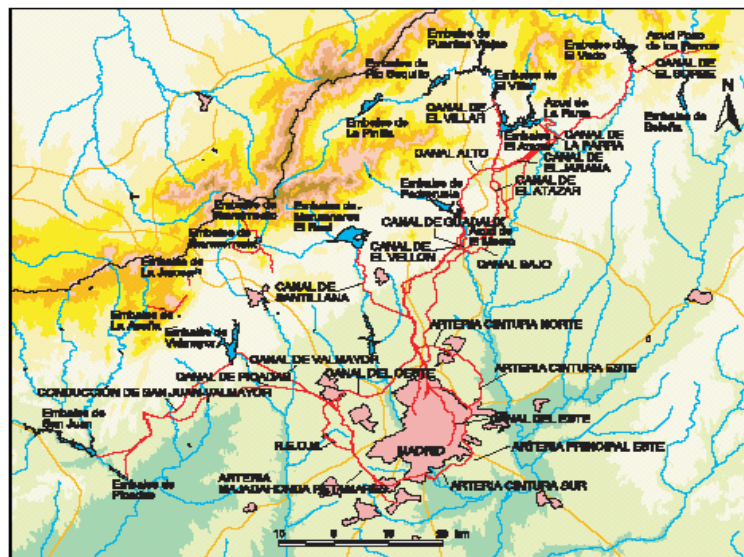 Embalse de
Puentes Viejas
Embalse de
El Vado
Azud Pozo
de los Ramos
CANAL DE
EL SORBE
Embalse de
Río Sequillo
Embalse de
El Villar
Azud de
La Parra
N
CANAL DE
EL VILLAR
Embalse de
La Pinilla
Embalse
El Atazar
CANAL DE
LA PARRA
Embalse de
Beleña
CANAL ALTO
CANAL DE
EL JARAMA
CANAL DE
EL ATAZAR
Embalse de
Pedrezuela
Embalse de
Navacerrada
Embalse de
Manzanares
El Real
CANAL DE GUADALIX
Azud de
El Mesto
Embalse de
CANAL DE
EL VELLON
CANAL BAJO
Embalse de
La Jarosa
CANAL DE
SANTILLANA
Embalse de
La Aceña
Embalse de
Valmayor
ARTERIA CINTURA NORTE
CANAL DE VALMAYOR
CANAL DE PICADAS
CANAL DEL OESTE
ARTERIA CINTURA ESTE
CONDUCCIÓN DE SAN JUAN-VALMAYOR
Embalse de
San Juan
CANAL DEL ESTE
R.E.O.M.
MADRID
ARTERIA PRINCIPAL ESTE
Embalse de
Picadas
ARTERIA
MAJADAHONDA RETAMARES
ARTERIA CINTURA SUR
10 0 10 20 km